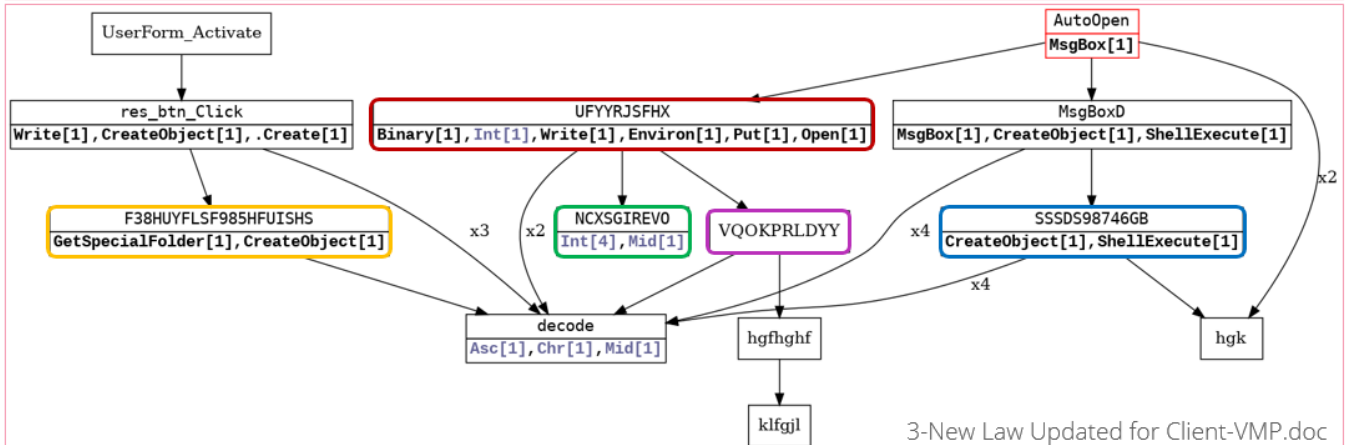 UserForm_Activate
AutoOpen
MsgBox[1]
res_btn_Click
Write[1],CreateObject[1],.Create[1]
UFYYRJSFHX
Binary[1],Int[1],Write[1],Environ[1],Put[1],Open[1]
MsgBoxD
MsgBox[1],CreateObject[1],ShellExecute[1]
x2
F38HUYFLSF985HFUISHS
GetSpecialFolder[1],CreateObject[1]
x3
x2
NCXSGIREVO
Int[4],Mid[1]
VQOKPRLDYY
x4
SSSDS98746GB
CreateObject[1],ShellExecute[1]
x4
decode
Asc[1],Chr[1],Mid[1]
hgfhghf
hgk
klfgjl
3-New Law Updated for Client-VMP.doc